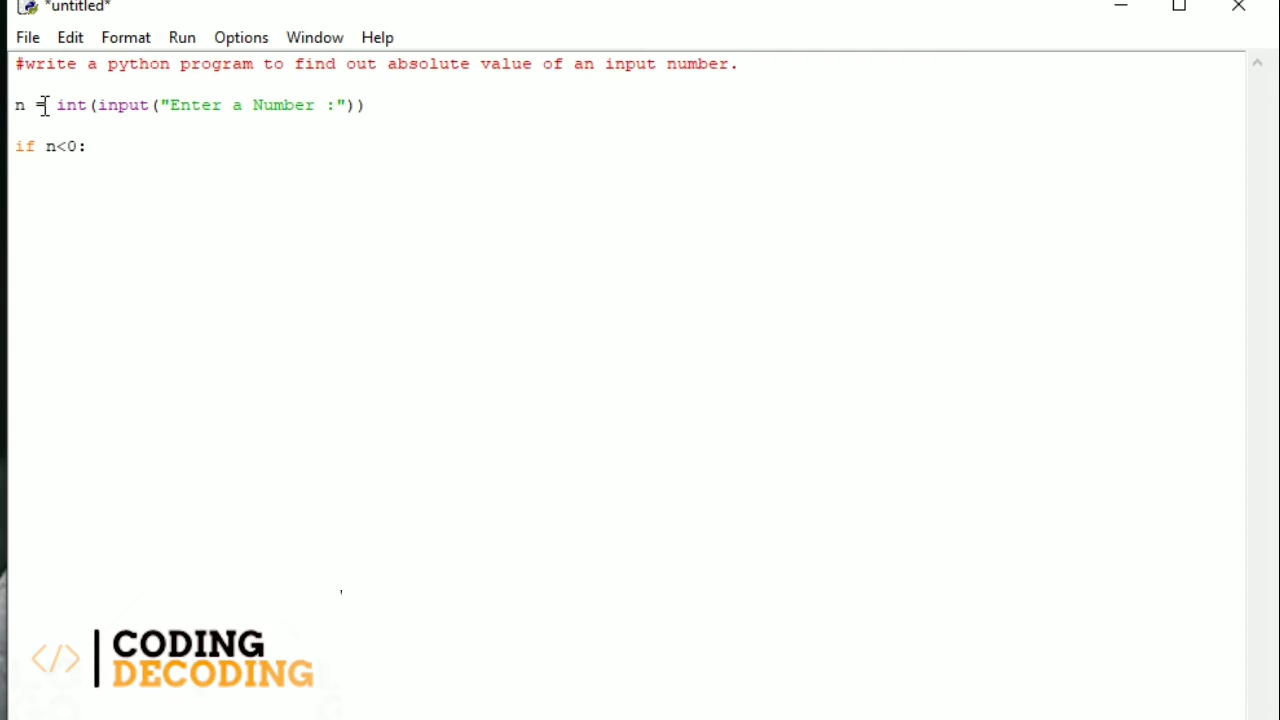 *untitled*
File Edit Format Run Options Window Help
#write a python program to find out absolute value of an input number.
n = int(input("Enter a Number :"))
if n<0:
</> | CODING
DECODING